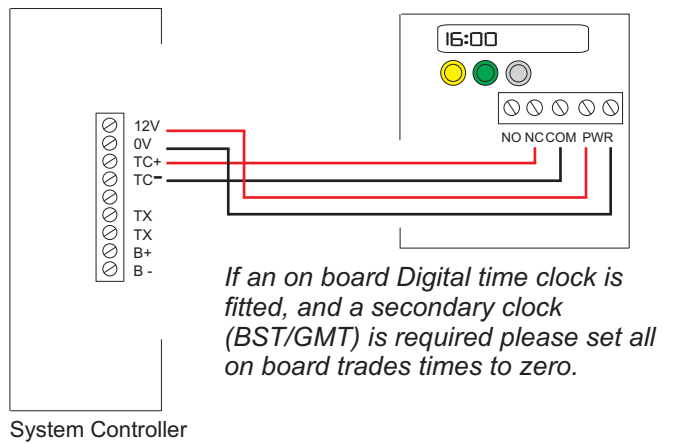 16:00
NO NC COM PWR
12V
0V
TC+
TC-
TX
TX
B+
B -
If an on board Digital time clock is
fitted, and a secondary clock
(BST/GMT) is required please set all
on board trades times to zero.
System Controller